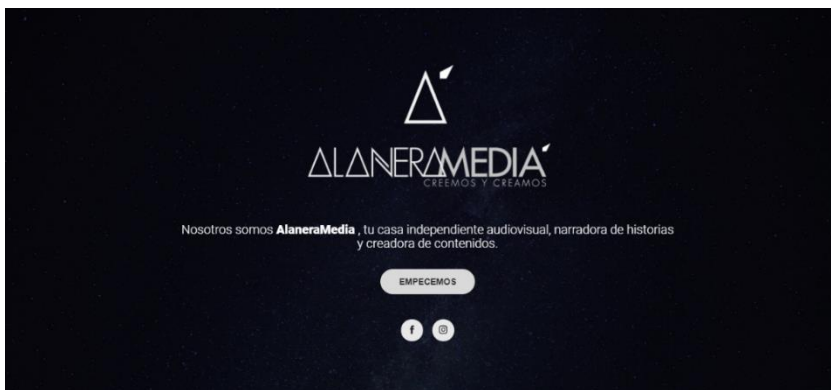 ALANERAMEDIA
CREEMOS Y CREAMOS
Nosotros somos AlaneraMedia , tu casa independiente audiovisual, narradora de historias
y creadora de contenidos.
EMPECEMOS